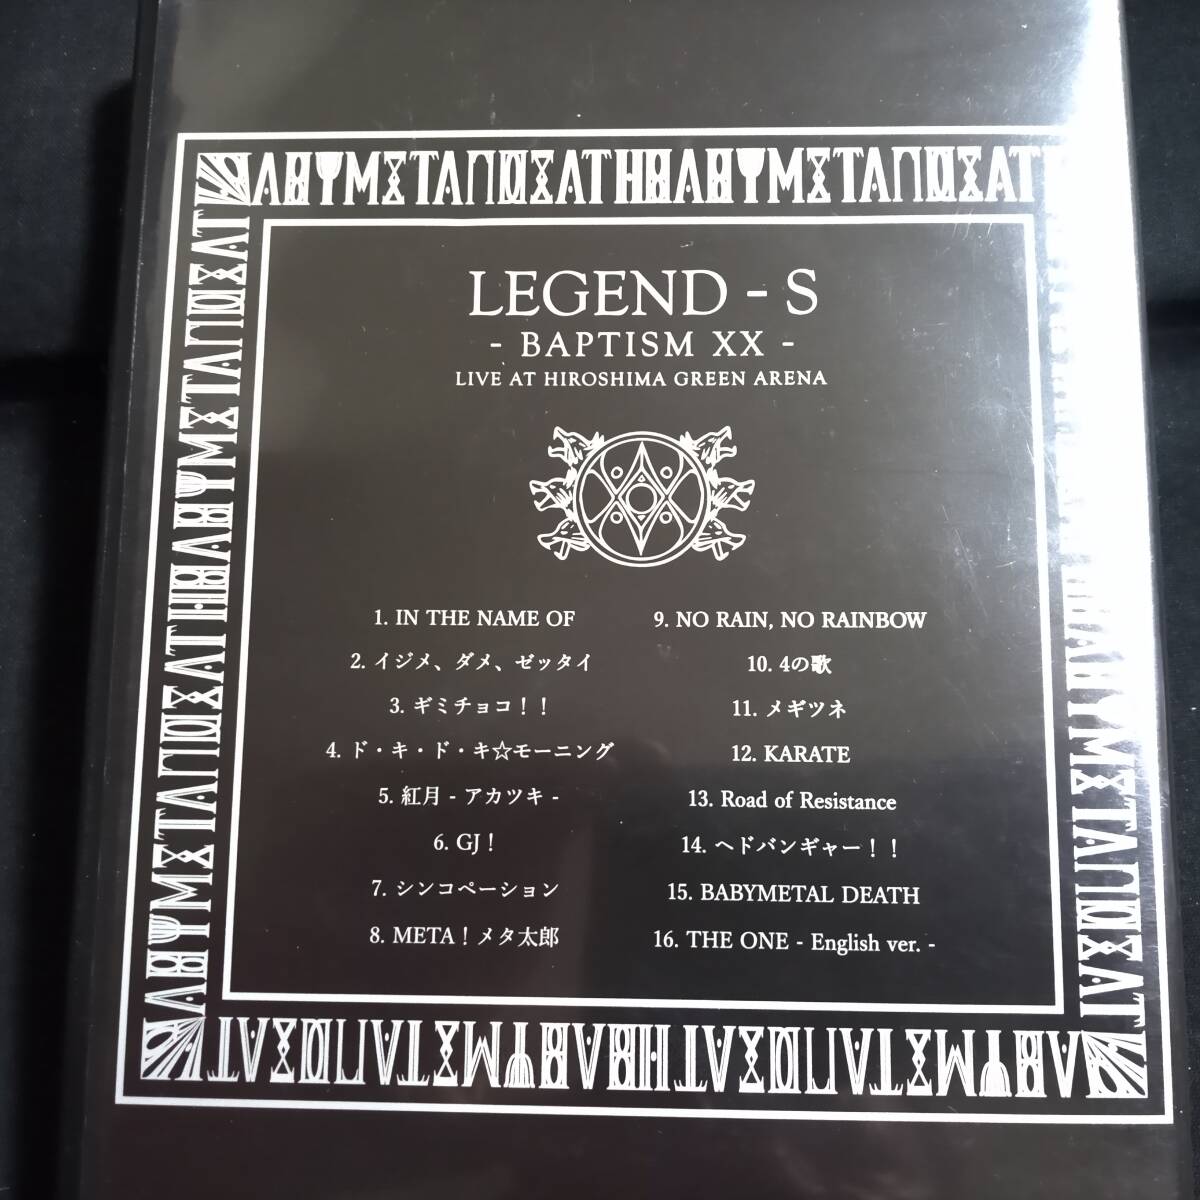 BABYMETAL DEATH BABYMETAL DEAT
LEGEND - S
- BAPTISM XX -
LIVE AT HIROSHIMA GREEN ARENA
1. IN THE NAME OF
2. イジメ、ダメ、ゼッタイ
3. ギミチョコ！！
4. ド・キ・ド・キ☆モーニング
5. 紅月 - アカツキ -
6. GJ！
7. シンコペーション
8. META！メタ太郎
9. NO RAIN, NO RAINBOW
10. 4の歌
11. メギツネ
12. KARATE
13. Road of Resistance
14. ヘドバンギャー！！
15. BABYMETAL DEATH
16. THE ONE - English ver. -